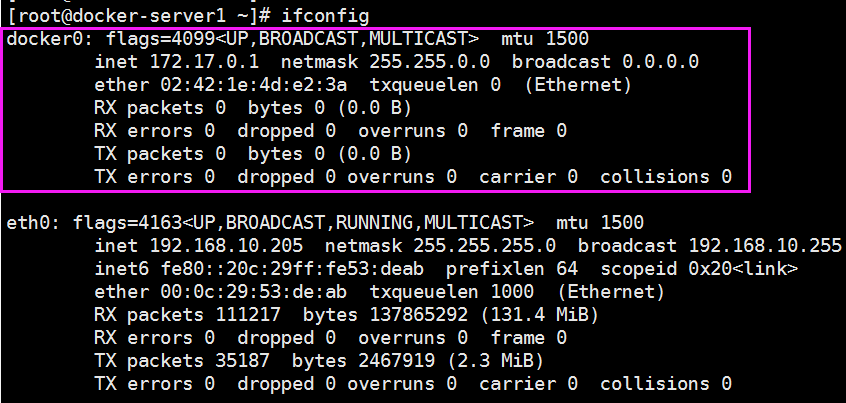 [root@docker-server1 ~]# ifconfig
docker0: flags=4099<UP,BROADCAST,MULTICAST>  mtu 1500
        inet 172.17.0.1  netmask 255.255.0.0  broadcast 0.0.0.0
        ether 02:42:1e:4d:e2:3a  txqueuelen 0  (Ethernet)
        RX packets 0  bytes 0 (0.0 B)
        RX errors 0  dropped 0  overruns 0  frame 0
        TX packets 0  bytes 0 (0.0 B)
        TX errors 0  dropped 0 overruns 0  carrier 0  collisions 0
eth0: flags=4163<UP,BROADCAST,RUNNING,MULTICAST>  mtu 1500
        inet 192.168.10.205  netmask 255.255.255.0  broadcast 192.168.10.255
        inet6 fe80::20c:29ff:fe53:deab  prefixlen 64  scopeid 0x20<link>
        ether 00:0c:29:53:de:ab  txqueuelen 1000  (Ethernet)
        RX packets 111217  bytes 137865292 (131.4 MiB)
        RX errors 0  dropped 0  overruns 0  frame 0
        TX packets 35187  bytes 2467919 (2.3 MiB)
        TX errors 0  dropped 0 overruns 0  carrier 0  collisions 0